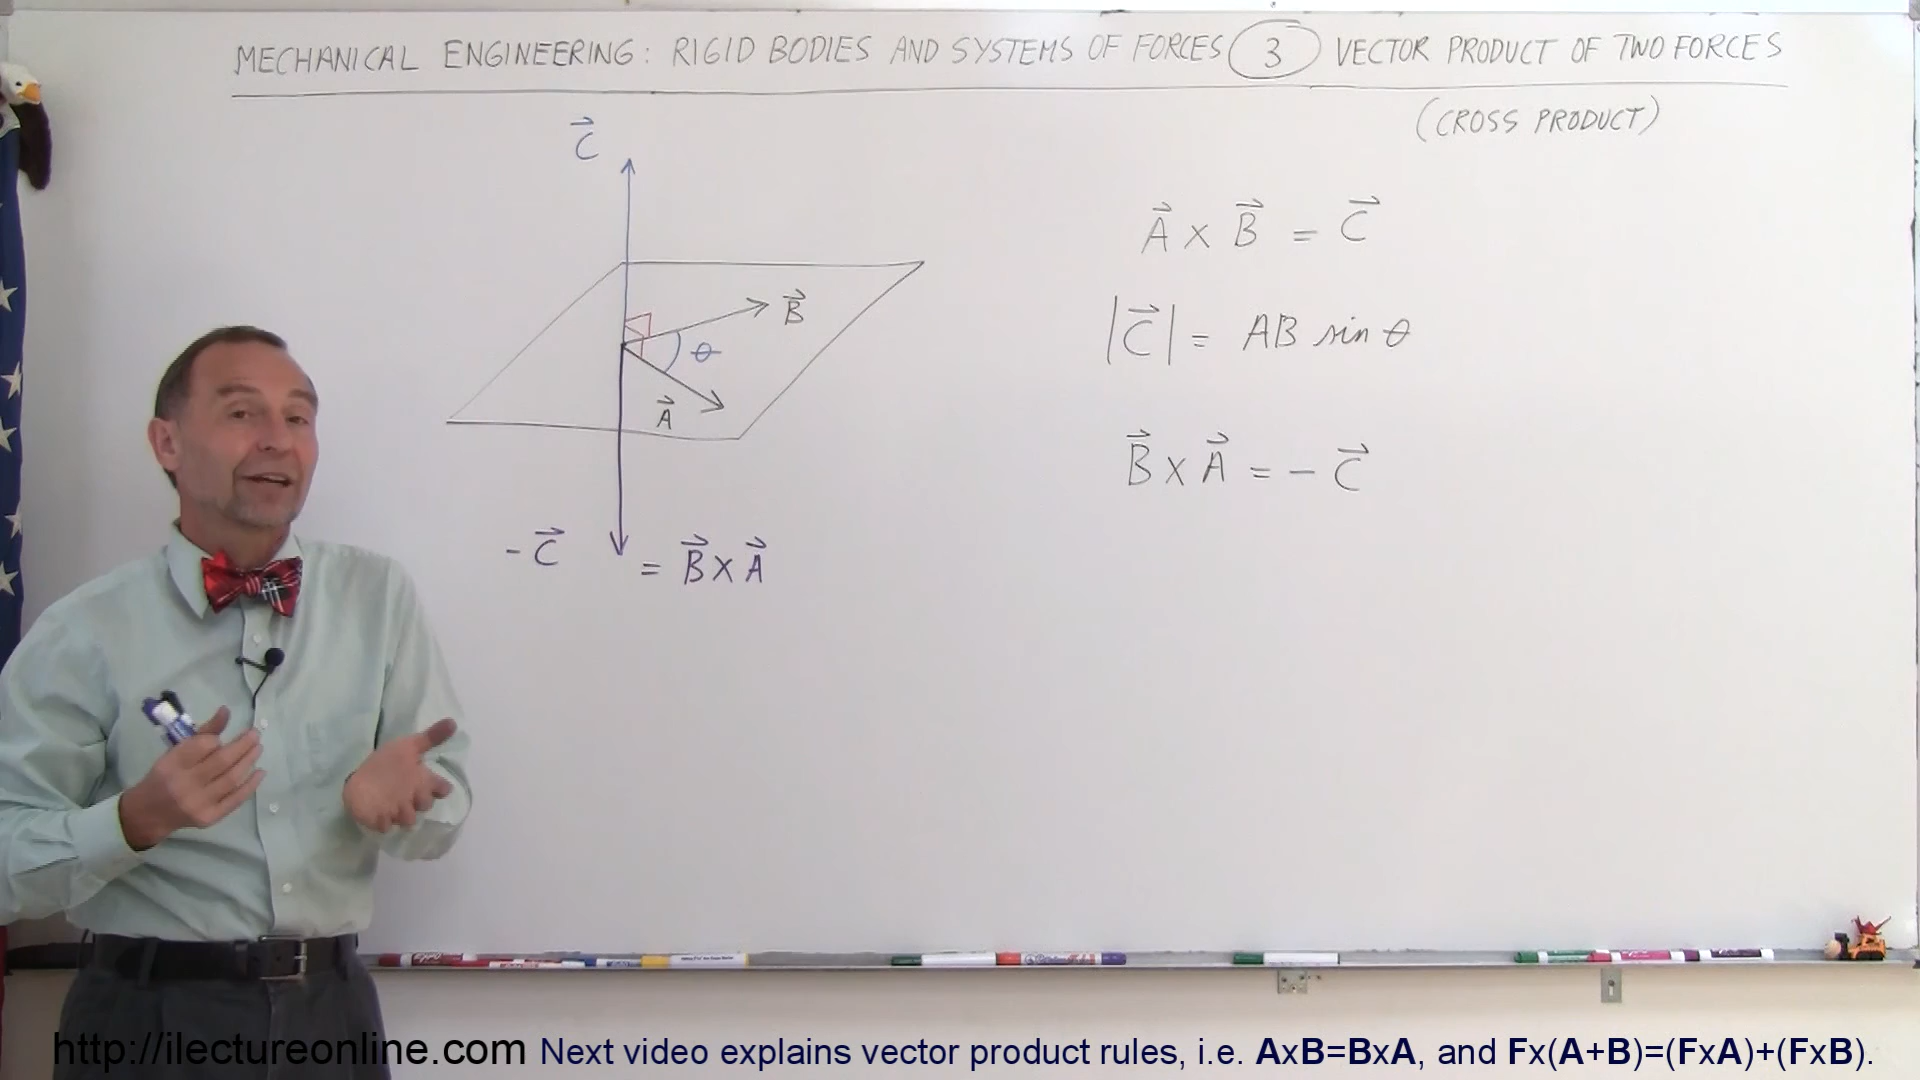 MECHANICAL ENGINEERING: RIGID BODIES AND SYSTEMS OF FORCES 3 VECTOR PRODUCT OF TWO FORCES
(CROSS PRODUCT)
C⃗
A⃗ × B⃗ = C⃗
B⃗
|C⃗| = AB sin θ
θ
A⃗
B⃗ × A⃗ = - C⃗
- C⃗ = B⃗ × A⃗
http://ilectureonline.com Next video explains vector product rules, i.e. AxB=BxA, and Fx(A+B)=(FxA)+(FxB).